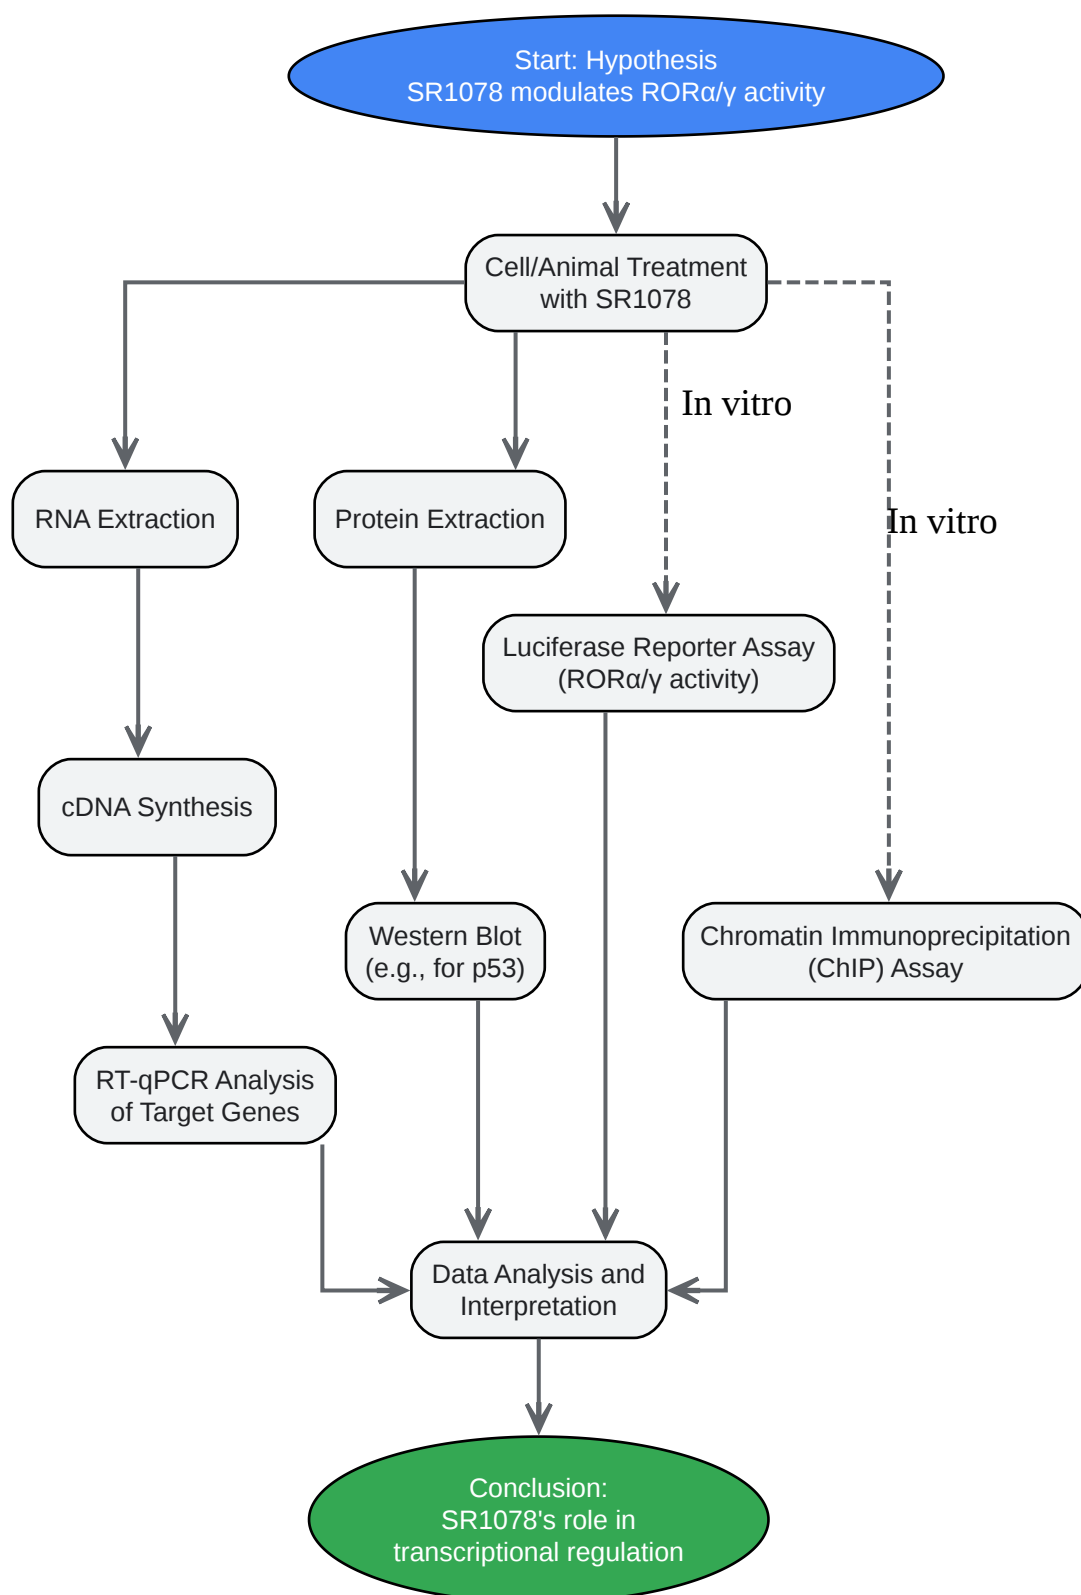 Start: Hypothesis
SR1078 modulates RORα/γ activity
Cell/Animal Treatment
with SR1078
In vitro
In vitro
RNA Extraction
Protein Extraction
Luciferase Reporter Assay
(RORα/γ activity)
cDNA Synthesis
Western Blot
(e.g., for p53)
Chromatin Immunoprecipitation
(ChIP) Assay
RT-qPCR Analysis
of Target Genes
Data Analysis and
Interpretation
Conclusion:
SR1078's role in
transcriptional regulation